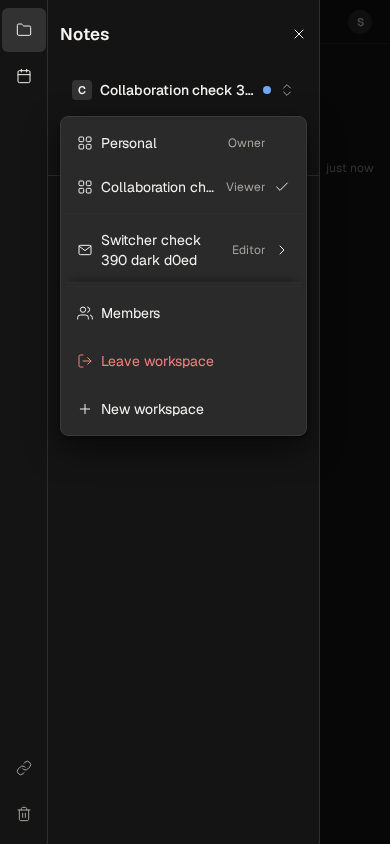 Notes
S
C Collaboration check 3...
just now
Personal Owner
Collaboration ch... Viewer
Switcher check
390 dark d0ed
Editor
Members
Leave workspace
New workspace